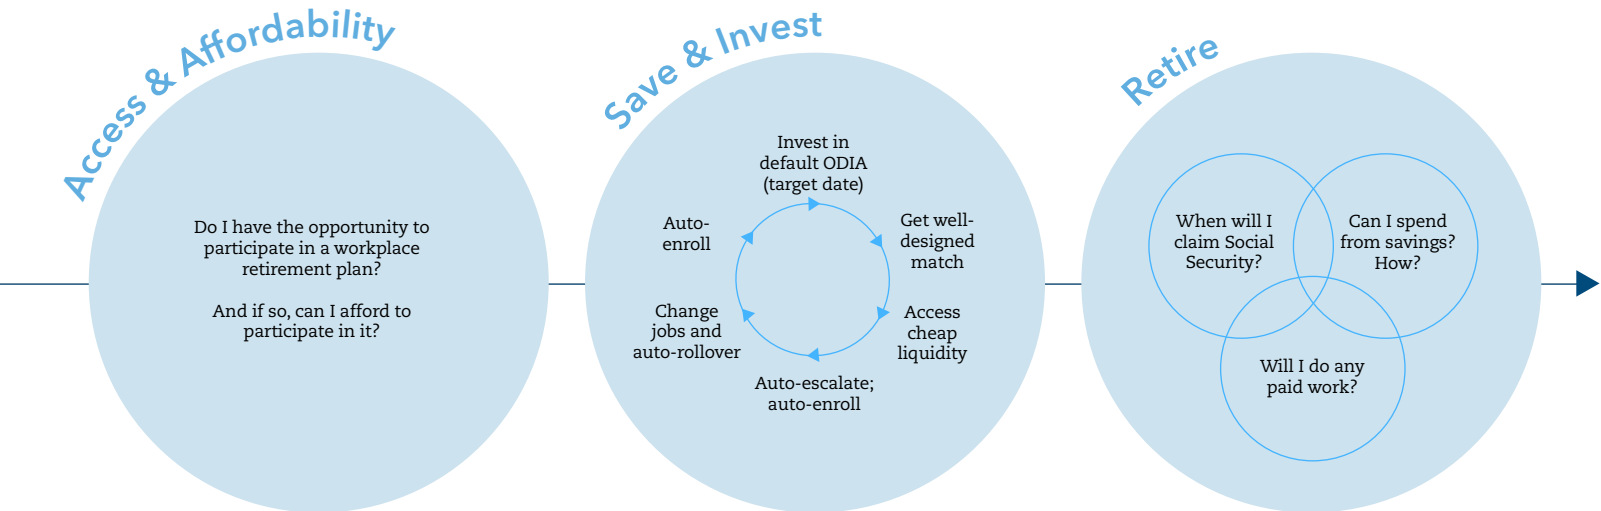 Access & Affordability
Do I have the opportunity to
participate in a workplace
retirement plan?
And if so, can I afford to
participate in it?
Save & Invest
Invest in
default ODIA
(target date)
Get well-
designed
match
Access
cheap
liquidity
Auto-escalate;
auto-enroll
Change
jobs and
auto-rollover
Auto-
enroll
Retire
When will I
claim Social
Security?
Can I spend
from savings?
How?
Will I do any
paid work?